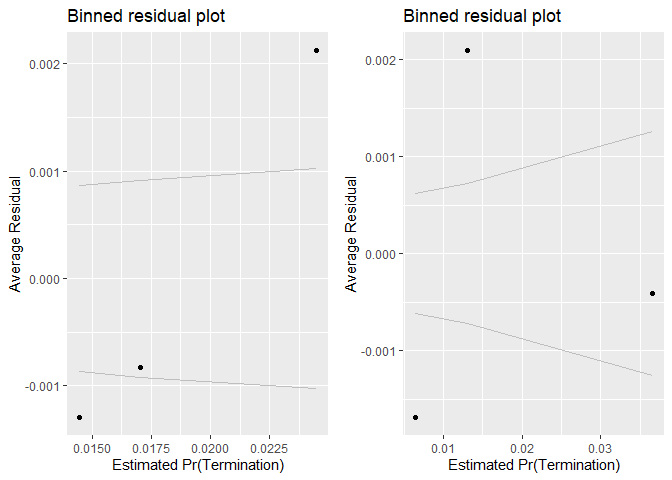 Binned residual plot
Average Residual
0.002
0.001
0.000
-0.001
0.0150 0.0175 0.0200 0.0225
Estimated Pr(Termination)
Binned residual plot
Average Residual
0.002
0.001
0.000
-0.001
0.01 0.02 0.03
Estimated Pr(Termination)